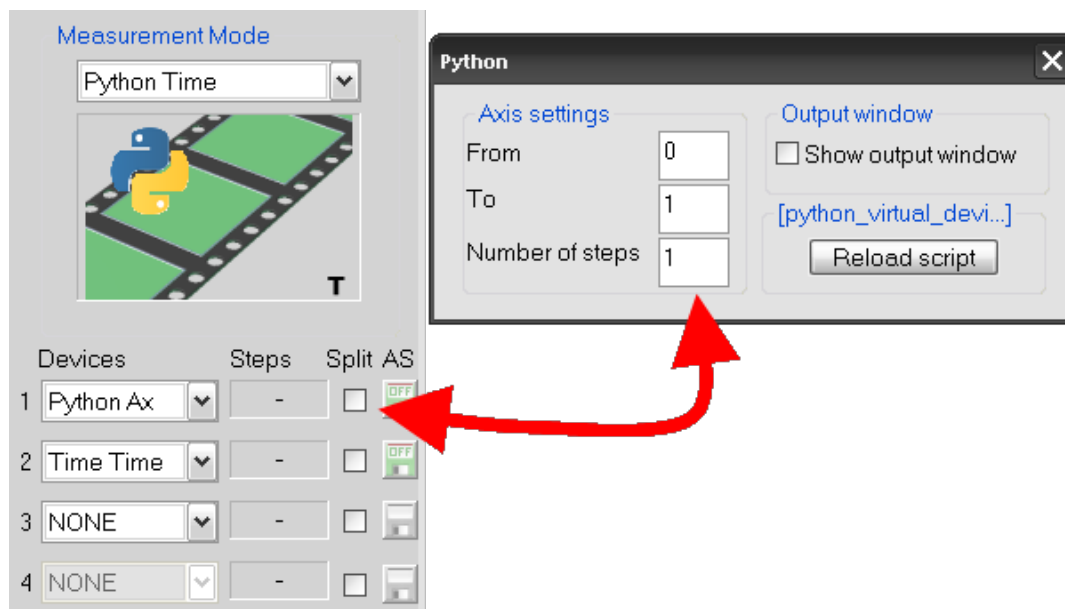 Measurement Mode
Python Time
T
Devices Steps Split AS
1 Python Ax - OFF
2 Time Time - OFF
3 NONE -
4 NONE -
Python
Axis settings
From 0
To 1
Number of steps 1
Output window
Show output window
[python_virtual_devi...]
Reload script